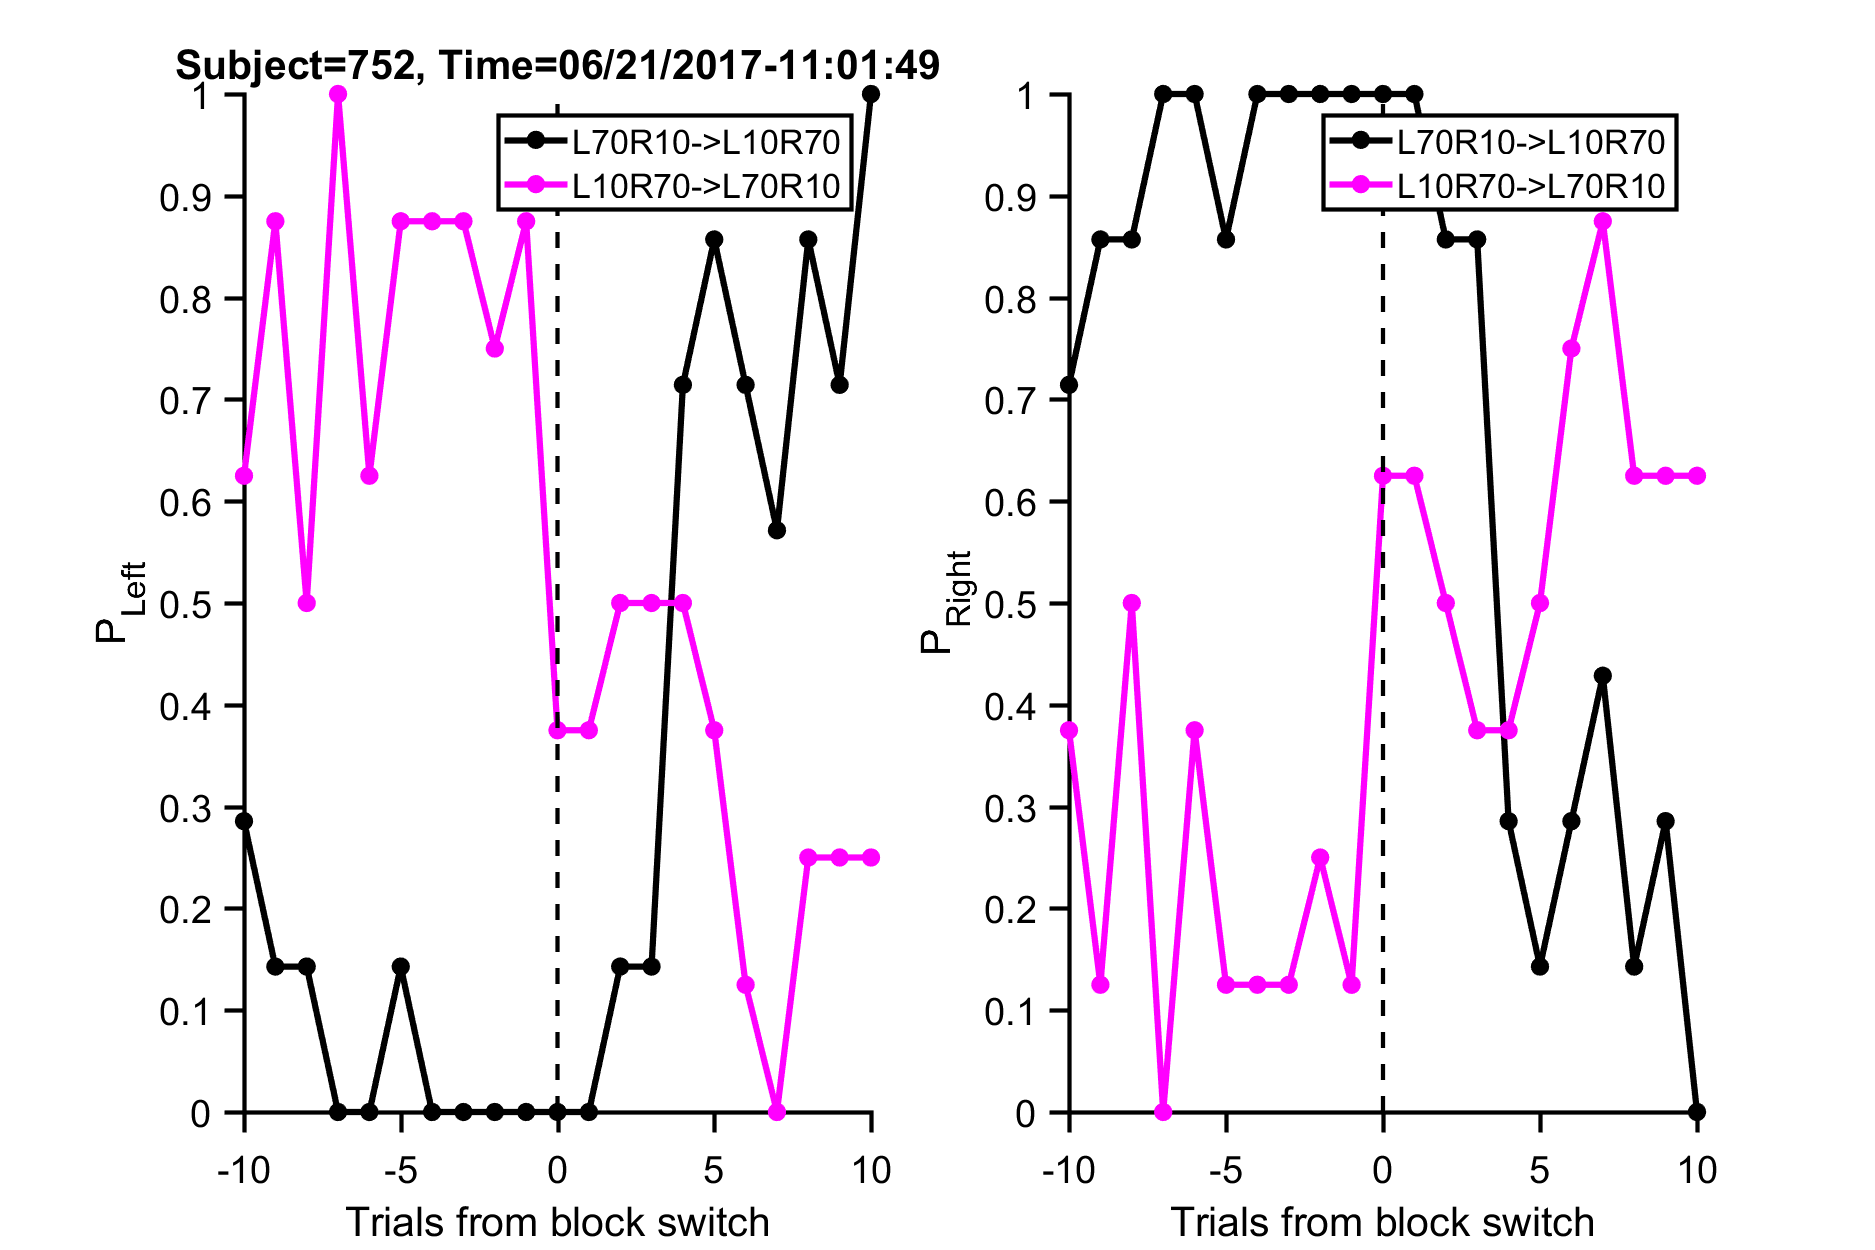 Subject=752, Time=06/21/2017-11:01:49
1
0.9
0.8
0.7
0.6
0.5
0.4
0.3
0.2
0.1
0
-10 -5 0 5 10
P_Left
Trials from block switch
L70R10->L10R70
L10R70->L70R10
1
0.9
0.8
0.7
0.6
0.5
0.4
0.3
0.2
0.1
0
-10 -5 0 5 10
P_Right
Trials from block switch
L70R10->L10R70
L10R70->L70R10